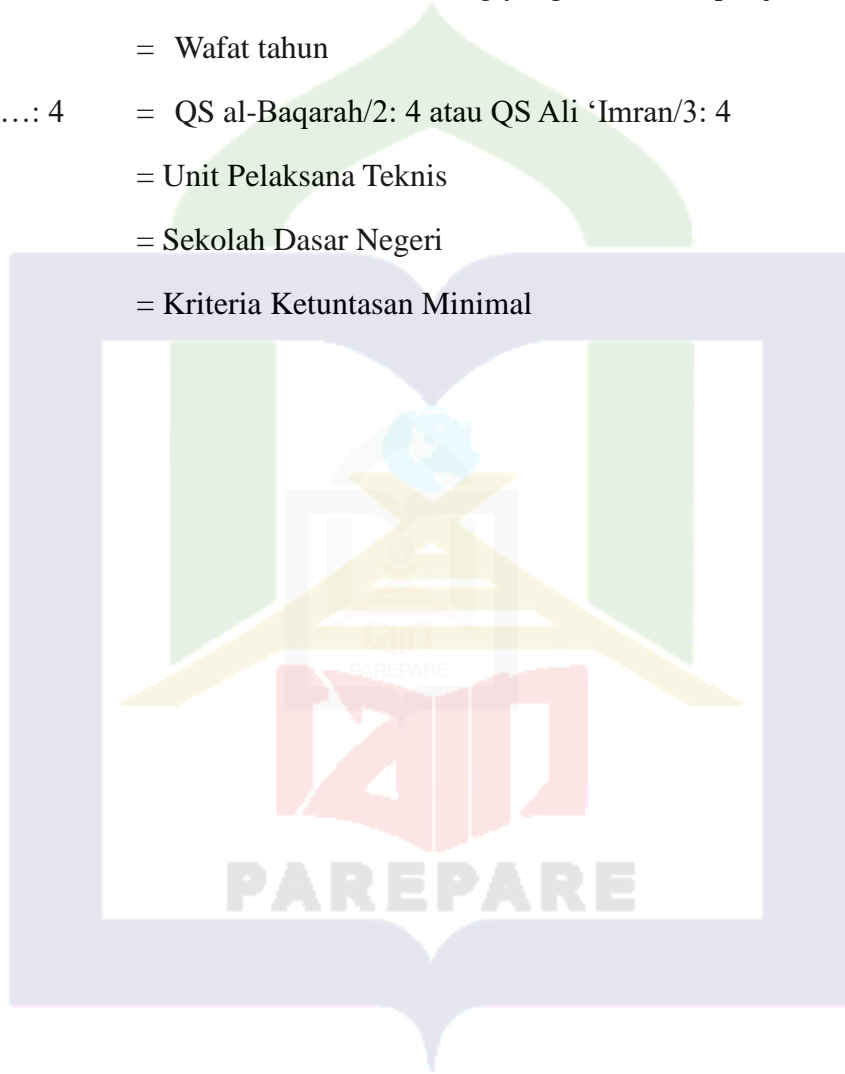 = Wafat tahun
…: 4 = QS al-Baqarah/2: 4 atau QS Ali ‘Imran/3: 4
= Unit Pelaksana Teknis
= Sekolah Dasar Negeri
= Kriteria Ketuntasan Minimal
PAREPARE
PAREPARE